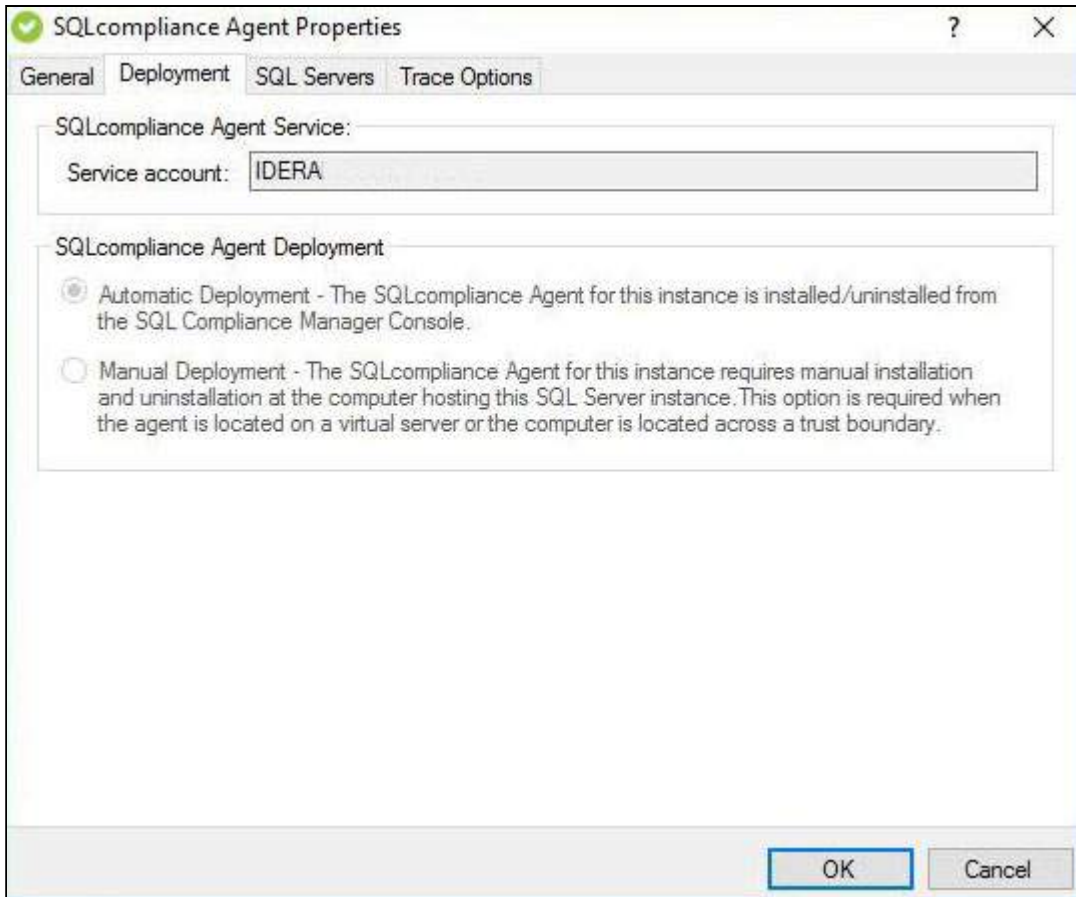 SQLcompliance Agent Properties ?
General Deployment SQL Servers Trace Options
SQLcompliance Agent Service:
Service account: IDERA
SQLcompliance Agent Deployment
Automatic Deployment - The SQLcompliance Agent for this instance is installed/uninstalled from
the SQL Compliance Manager Console.
Manual Deployment - The SQLcompliance Agent for this instance requires manual installation
and uninstallation at the computer hosting this SQL Server instance.This option is required when
the agent is located on a virtual server or the computer is located across a trust boundary.
OK Cancel